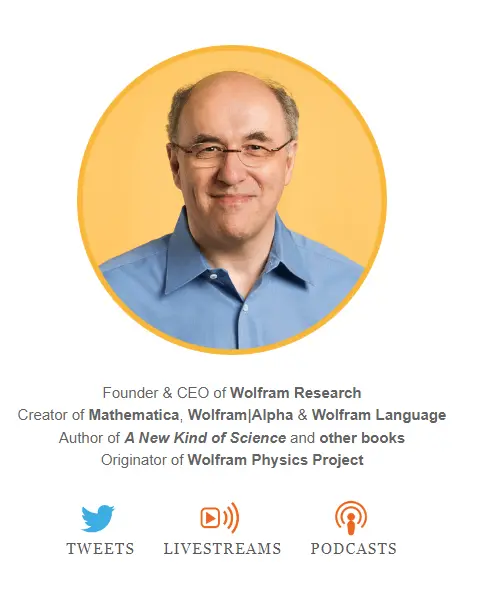 Founder & CEO of Wolfram Research
Creator of Mathematica, Wolfram|Alpha & Wolfram Language
Author of A New Kind of Science and other books
Originator of Wolfram Physics Project
TWEETS LIVESTREAMS PODCASTS